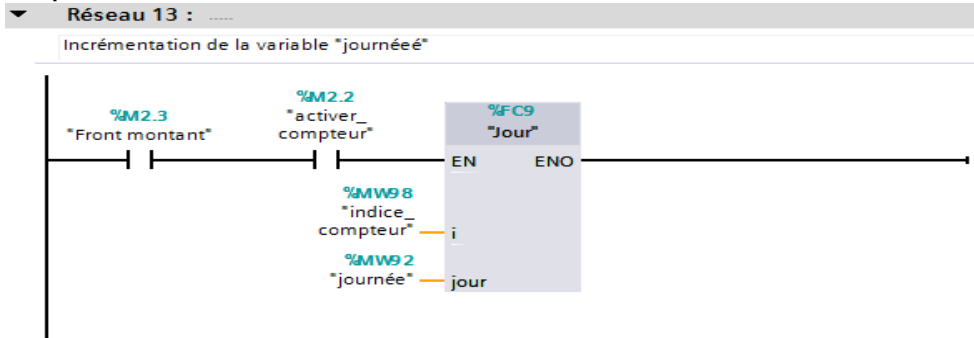 Réseau 13 : .....
Incrémentation de la variable "journéeé"
%M2.3
"Front montant"
%M2.2
"activer_
compteur"
%FC9
"Jour"
EN ENO
%MW98
"indice_
compteur"
i
%MW92
"journée"
jour